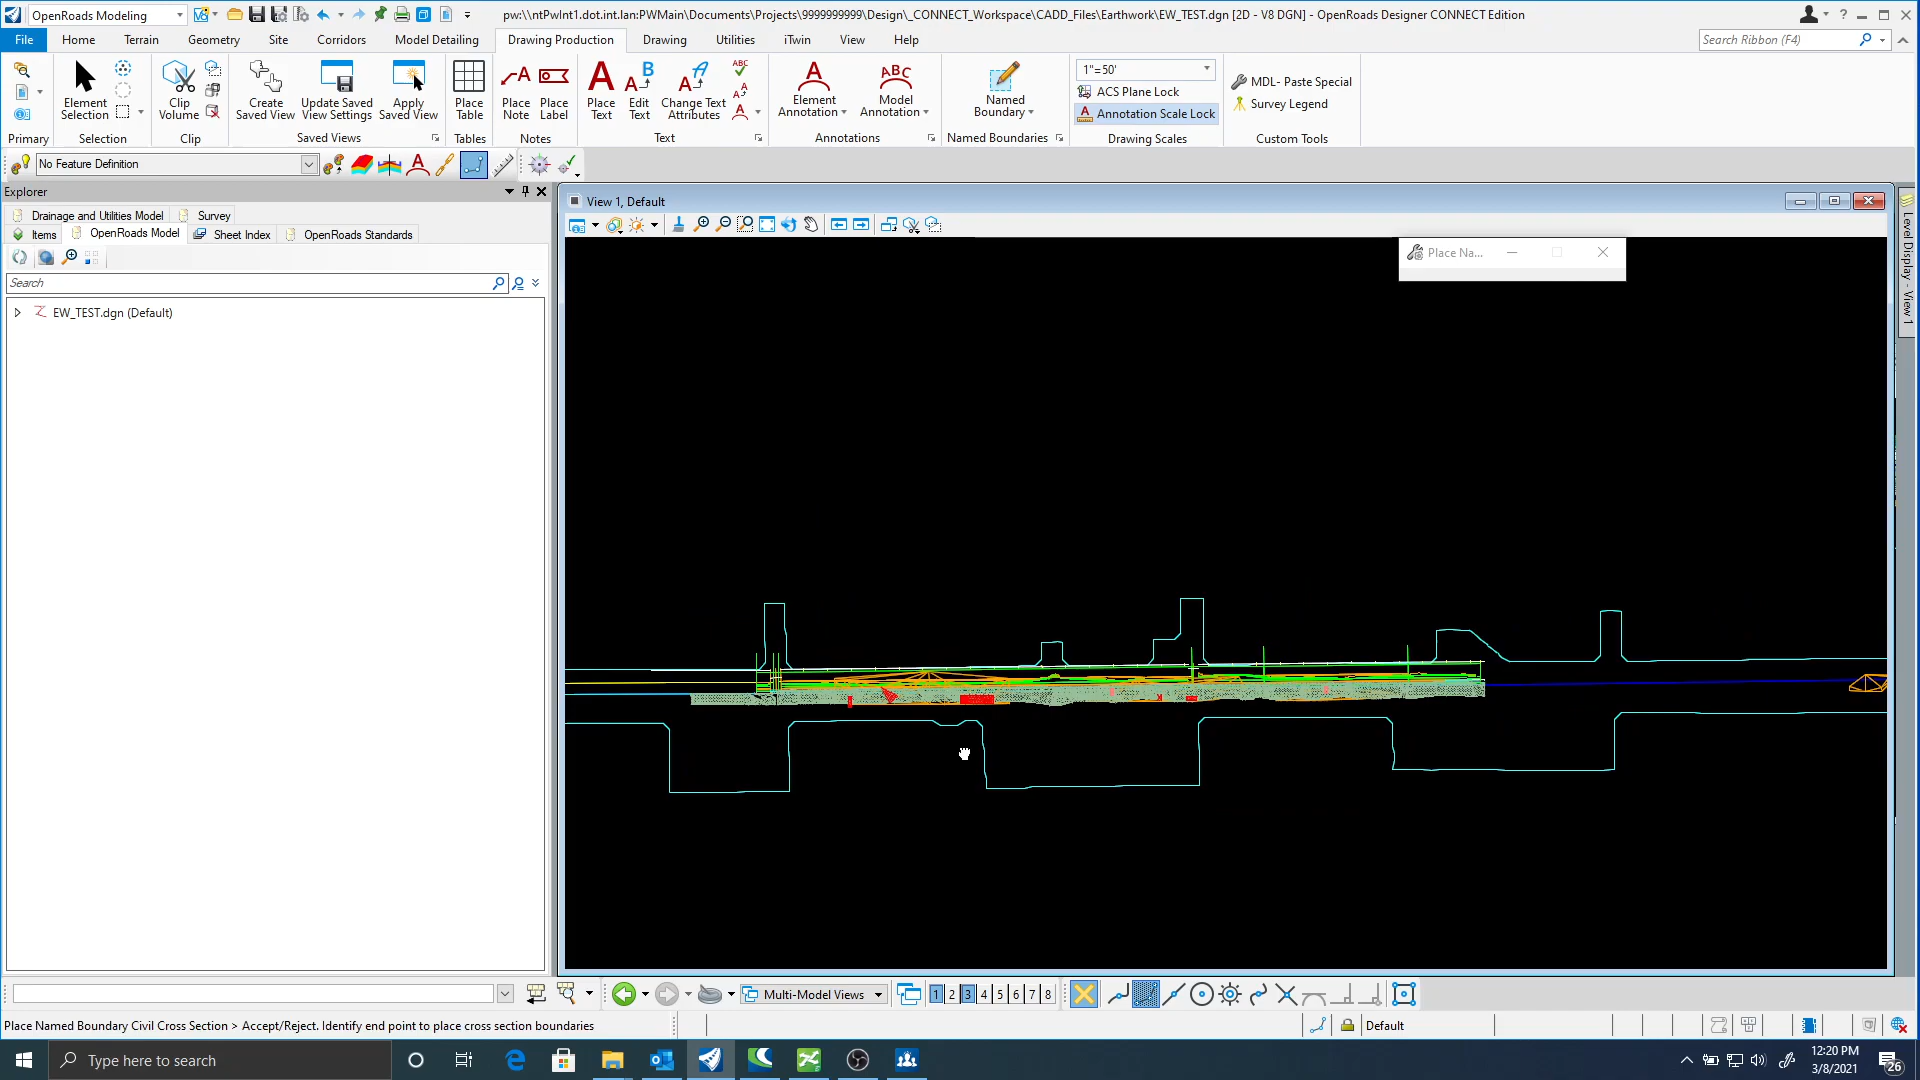 OpenRoads Modeling
pw:\\ntPwInt1.dot.int.lan:PWMain\Documents\Projects\9999999999\Design\_CONNECT_Workspace\CADD_Files\Earthwork\EW_TEST.dgn [2D - V8 DGN] - OpenRoads Designer CONNECT Edition
File
Home
Terrain
Geometry
Site
Corridors
Model Detailing
Drawing Production
Drawing
Utilities
iTwin
View
Help
Search Ribbon (F4)
Element Selection
Clip Volume
Create Saved View
Update Saved View Settings
Apply Saved View
Place Table
Place Note
Place Label
Place Text
Edit Text
Change Text Attributes
Element Annotation
Model Annotation
Named Boundary
1"=50'
ACS Plane Lock
Annotation Scale Lock
MDL- Paste Special
Survey Legend
Primary
Selection
Clip
Saved Views
Tables
Notes
Text
Annotations
Named Boundaries
Drawing Scales
Custom Tools
No Feature Definition
Explorer
Drainage and Utilities Model
Survey
Items
OpenRoads Model
Sheet Index
OpenRoads Standards
Search
EW_TEST.dgn (Default)
View 1, Default
Place Na...
Level Display - View 1
Multi-Model Views
1 2 3 4 5 6 7 8
Place Named Boundary Civil Cross Section > Accept/Reject. Identify end point to place cross section boundaries
Default
Type here to search
12:20 PM
3/8/2021
26